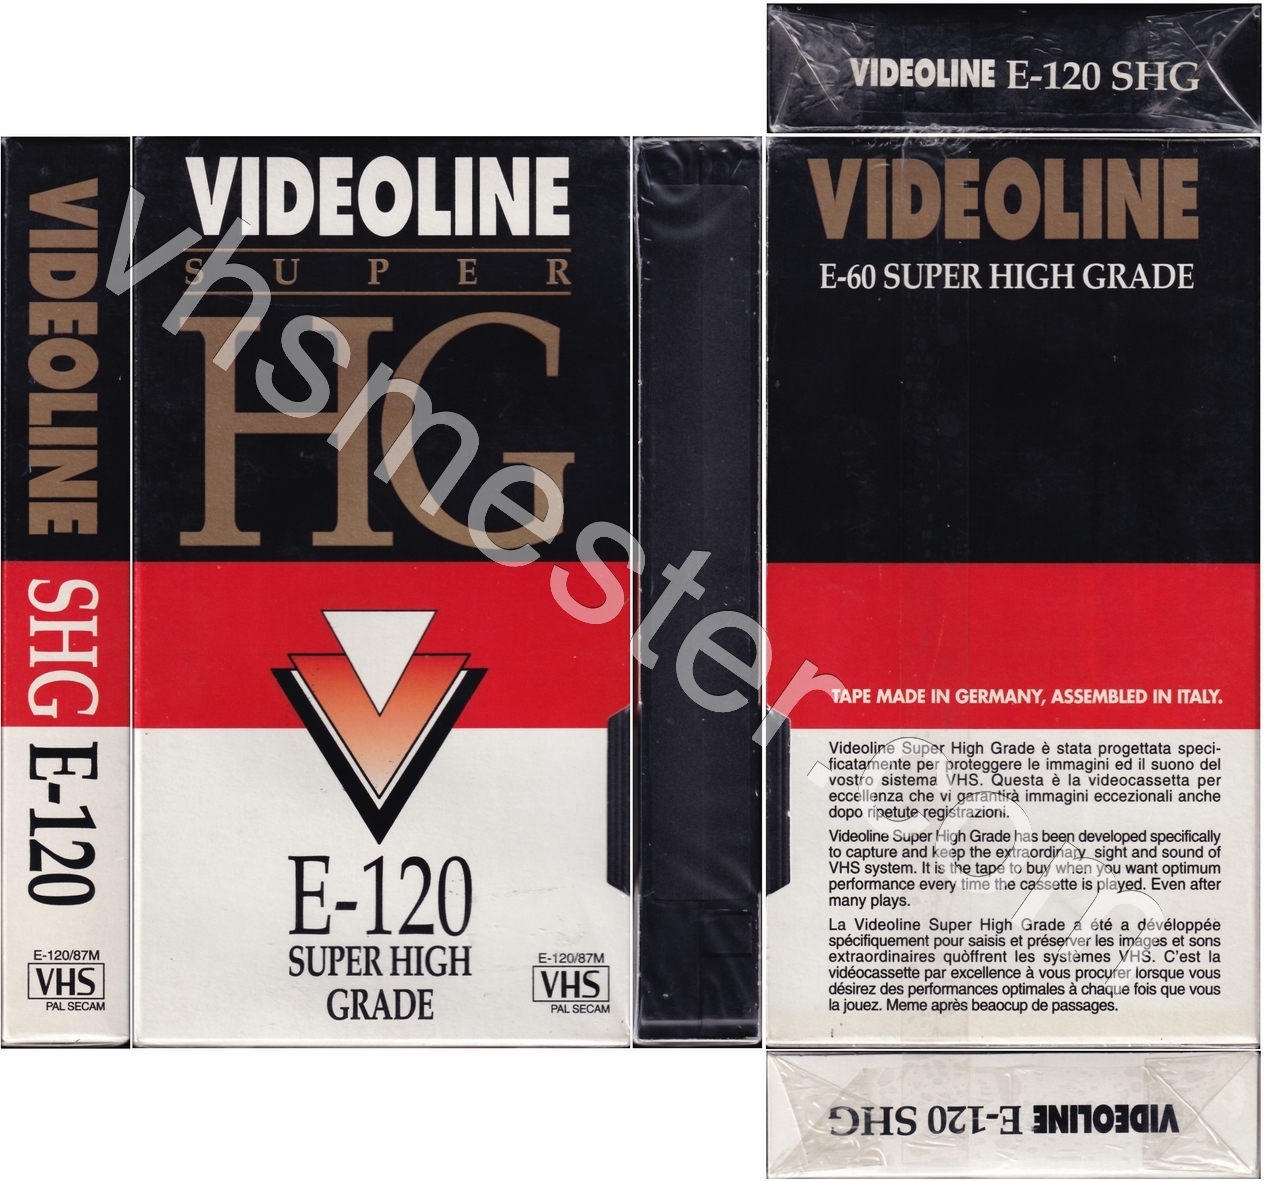 VIDEOLINE E-120 SHG
VIDEOLINE SHG E-120
E-120/87M
VHS
PAL SECAM
VIDEOLINE
SUPER
HG
E-120
SUPER HIGH
GRADE
E-120/87M
VHS
PAL SECAM
VIDEOLINE
E-60 SUPER HIGH GRADE
TAPE MADE IN GERMANY, ASSEMBLED IN ITALY.
Videoline Super High Grade è stata progettata speci-
ficatamente per proteggere le immagini ed il suono del
vostro sistema VHS. Questa è la videocassetta per
eccellenza che vi garantirà immagini eccezionali anche
dopo ripetute registrazioni.
Videoline Super High Grade has been developed specifically
to capture and keep the extraordinary sight and sound of
VHS system. It is the tape to buy when you want optimum
performance every time the cassette is played. Even after
many plays.
La Videoline Super High Grade a été a dévéloppée
spécifiquement pour saisis et préserver les images et sons
extraordinaires quòffrent les systèmes VHS. C'est la
vidéocassette par excellence à vous procurer lorsque vous
désirez des performances optimales à chaque fois que vous
la jouez. Meme après beaocup de passages.
VIDEOLINE E-120 SHG
vhsmester.com